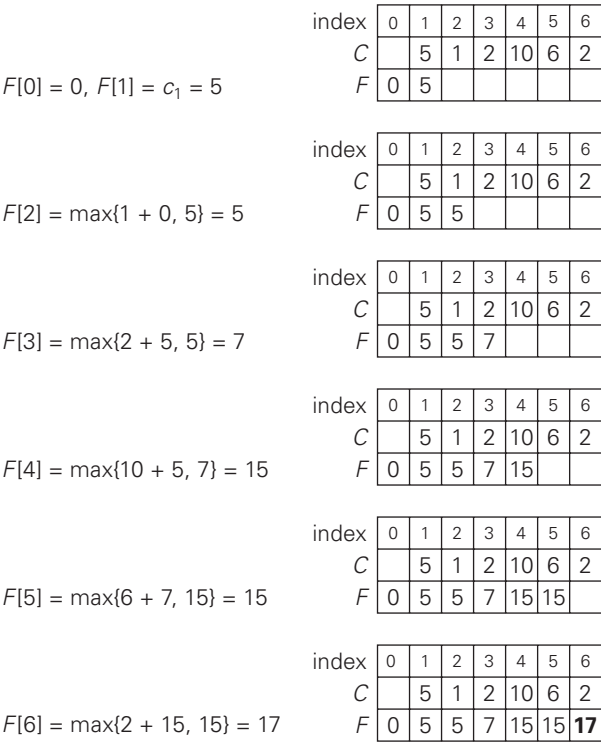 index 0 1 2 3 4 5 6
C 5 1 2 10 6 2
F[0] = 0, F[1] = c₁ = 5 F 0 5
index 0 1 2 3 4 5 6
C 5 1 2 10 6 2
F[2] = max{1 + 0, 5} = 5 F 0 5 5
index 0 1 2 3 4 5 6
C 5 1 2 10 6 2
F[3] = max{2 + 5, 5} = 7 F 0 5 5 7
index 0 1 2 3 4 5 6
C 5 1 2 10 6 2
F[4] = max{10 + 5, 7} = 15 F 0 5 5 7 15
index 0 1 2 3 4 5 6
C 5 1 2 10 6 2
F[5] = max{6 + 7, 15} = 15 F 0 5 5 7 15 15
index 0 1 2 3 4 5 6
C 5 1 2 10 6 2
F[6] = max{2 + 15, 15} = 17 F 0 5 5 7 15 15 17